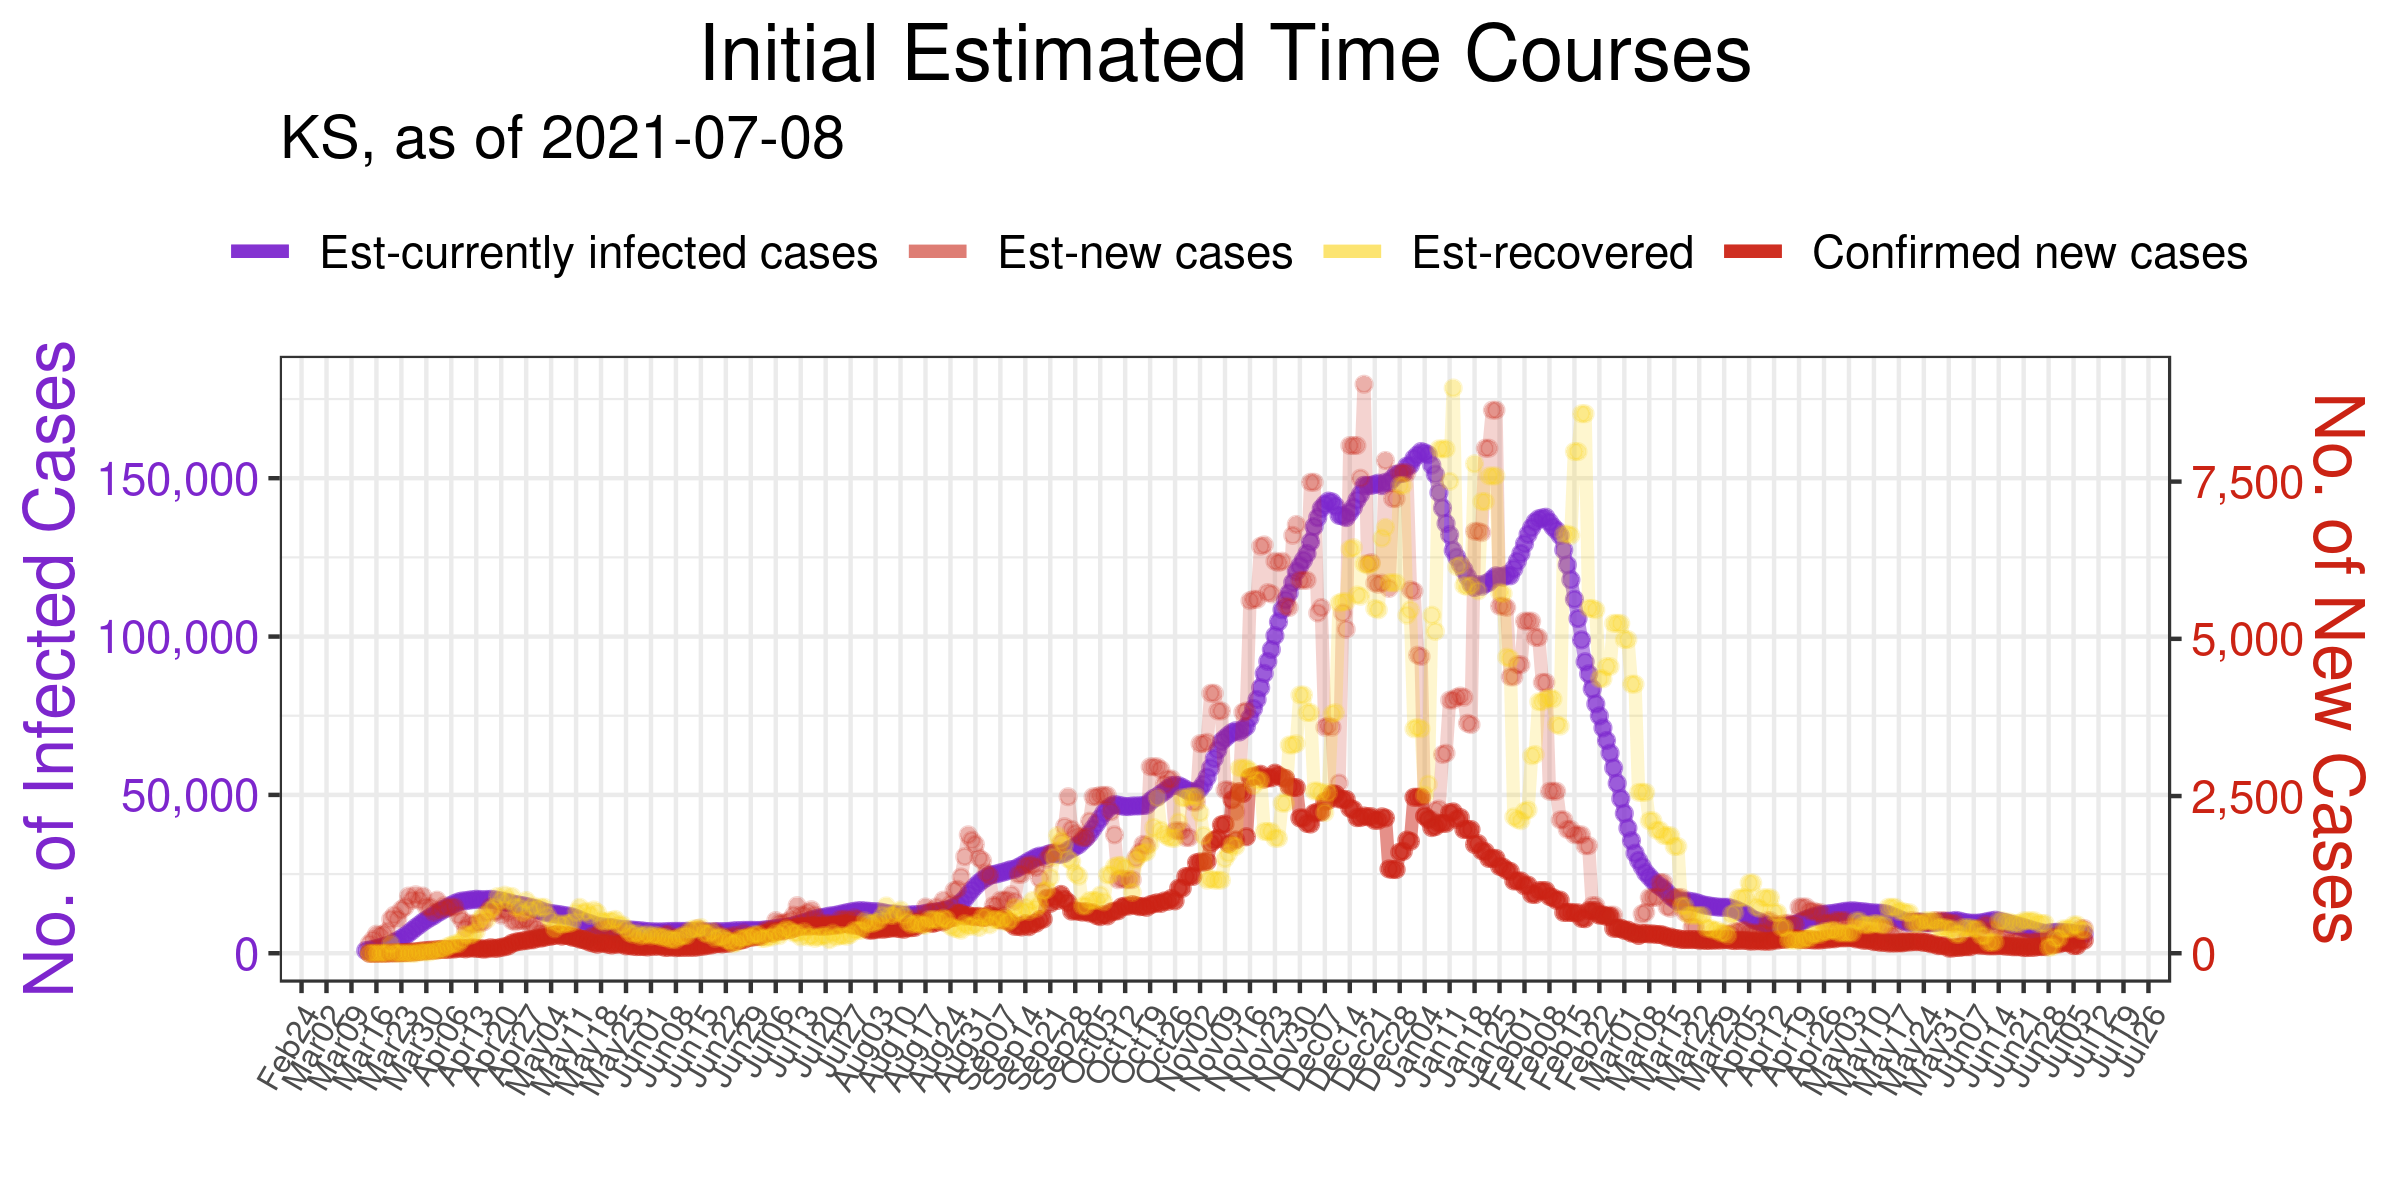 Initial Estimated Time Courses
KS, as of 2021-07-08
Est-currently infected cases Est-new cases Est-recovered Confirmed new cases
No. of Infected Cases
150,000
100,000
50,000
0
7,500
5,000
2,500
0
No. of New Cases
Feb24 Mar02 Mar09 Mar16 Mar23 Mar30 Apr06 Apr13 Apr20 Apr27 May04 May11 May18 May25 Jun01 Jun08 Jun15 Jun22 Jun29 Jul06 Jul13 Jul20 Jul27 Aug03 Aug10 Aug17 Aug24 Aug31 Sep07 Sep14 Sep21 Sep28 Oct05 Oct12 Oct19 Oct26 Nov02 Nov09 Nov16 Nov23 Nov30 Dec07 Dec14 Dec21 Dec28 Jan04 Jan11 Jan18 Jan25 Feb01 Feb08 Feb15 Feb22 Mar01 Mar08 Mar15 Mar22 Mar29 Apr05 Apr12 Apr19 Apr26 May03 May10 May17 May24 May31 Jun07 Jun14 Jun21 Jun28 Jul05 Jul12 Jul19 Jul26